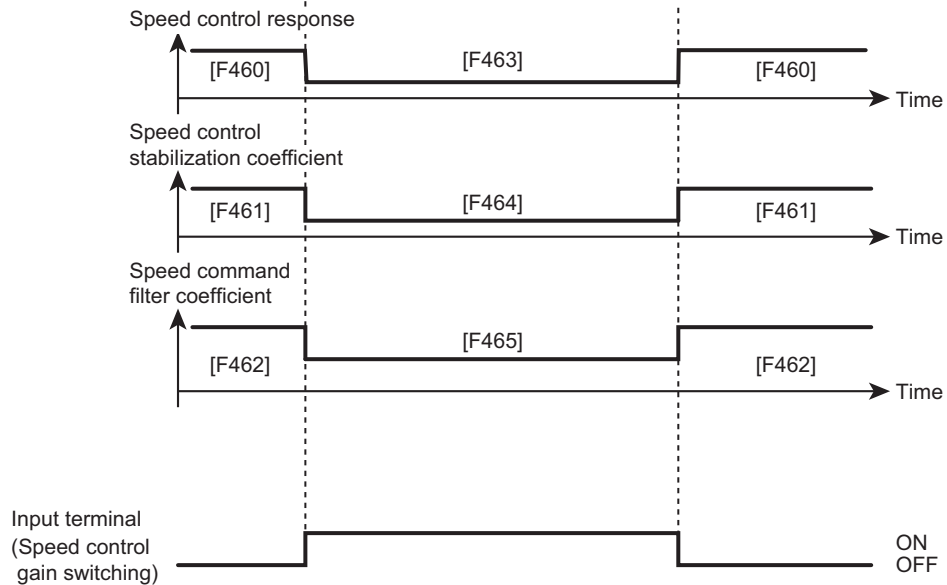 Speed control response
[F460]
[F463]
[F460]
Time
Speed control
stabilization coefficient
[F461]
[F464]
[F461]
Time
Speed command
filter coefficient
[F462]
[F465]
[F462]
Time
Input terminal
(Speed control
gain switching)
ON
OFF